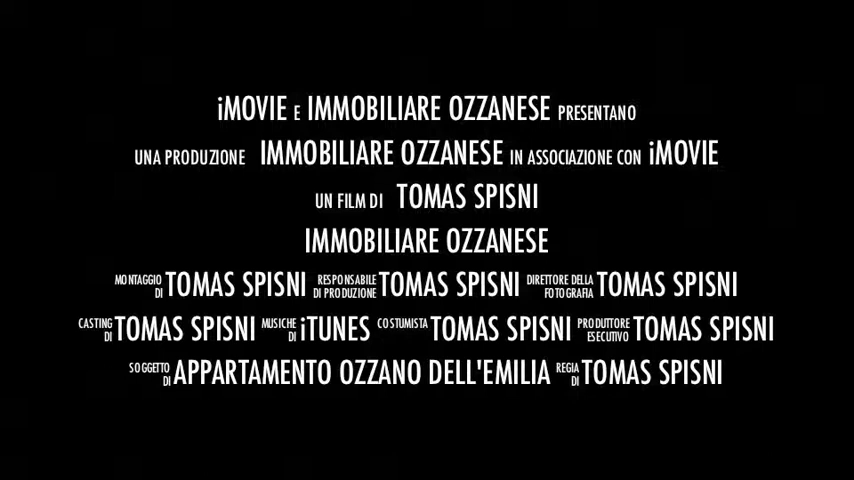 iMOVIE E IMMOBILIARE OZZANESE PRESENTANO
UNA PRODUZIONE IMMOBILIARE OZZANESE IN ASSOCIAZIONE CON iMOVIE
UN FILM DI TOMAS SPISNI
IMMOBILIARE OZZANESE
MONTAGGIO DI TOMAS SPISNI RESPONSABILE DI PRODUZIONE TOMAS SPISNI DIRETTORE DELLA FOTOGRAFIA TOMAS SPISNI
CASTING DI TOMAS SPISNI MUSICHE DI iTUNES COSTUMISTA TOMAS SPISNI PRODUTTORE ESECUTIVO TOMAS SPISNI
SOGGETTO DI APPARTAMENTO OZZANO DELL'EMILIA REGIA DI TOMAS SPISNI